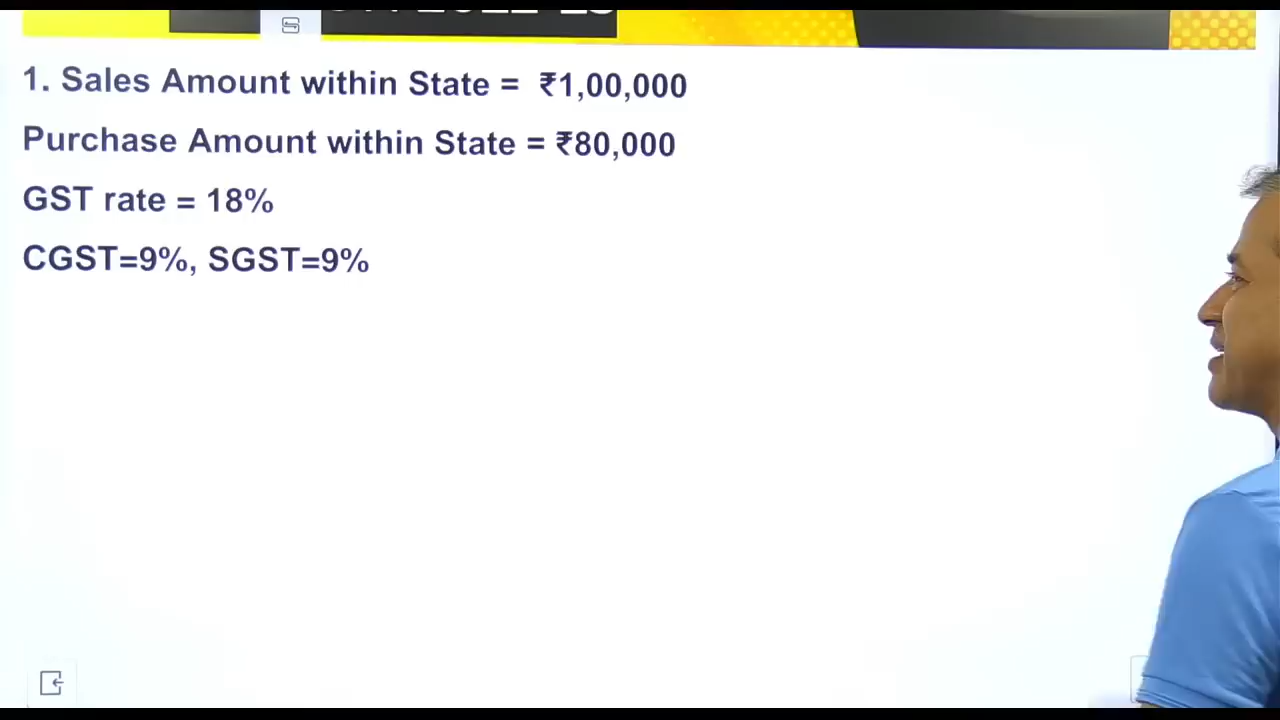 1. Sales Amount within State = ₹1,00,000
Purchase Amount within State = ₹80,000
GST rate = 18%
CGST=9%, SGST=9%